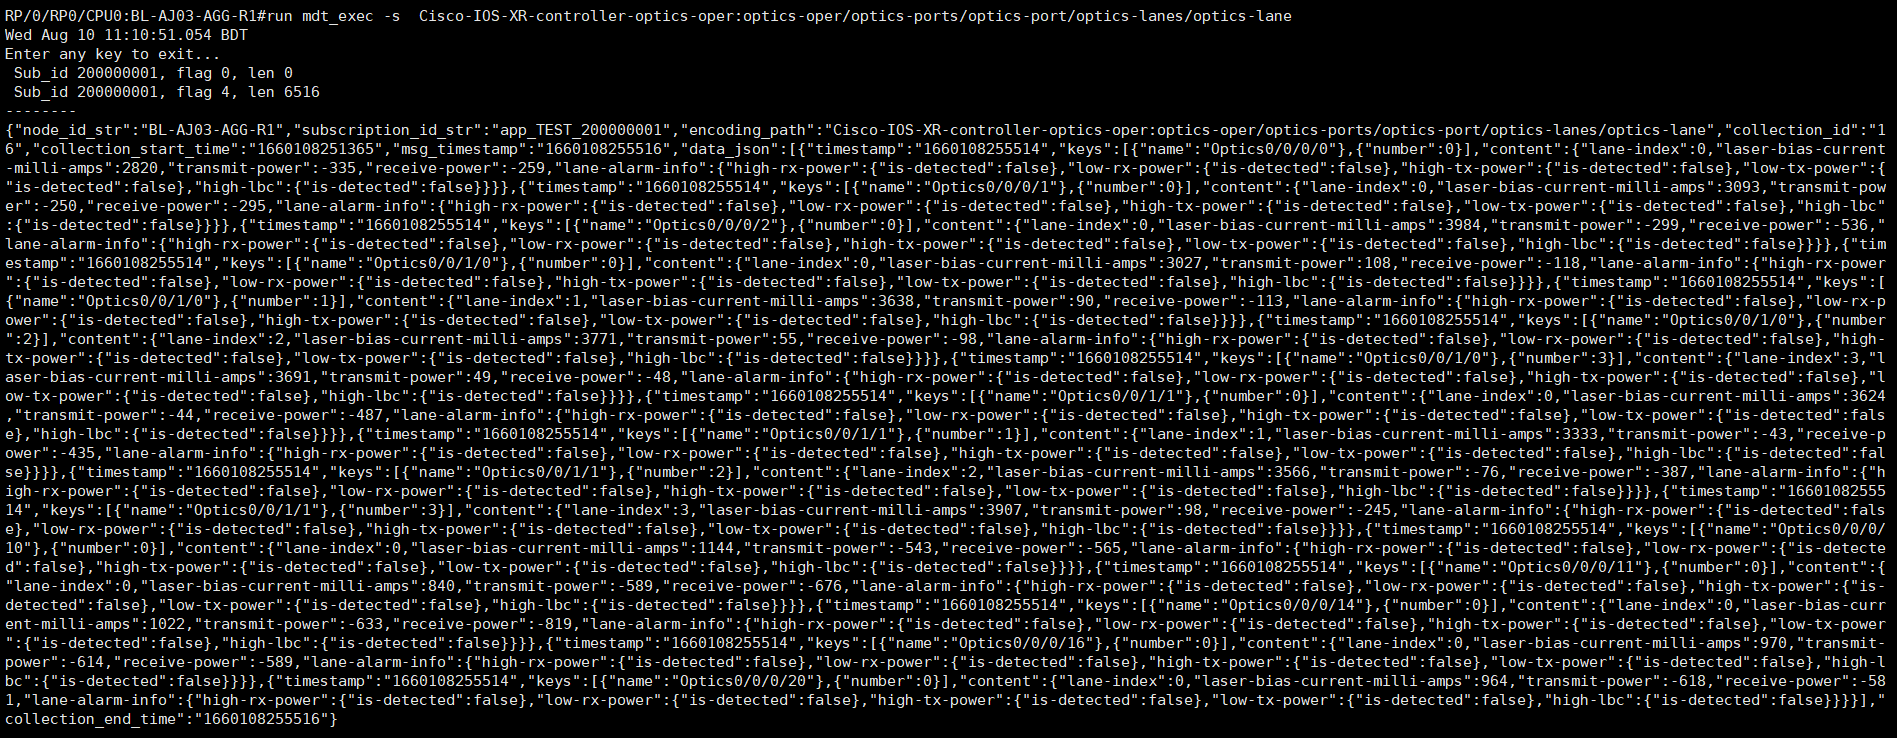 RP/0/RP0/CPU0:BL-AJ03-AGG-R1#run mdt_exec -s  Cisco-IOS-XR-controller-optics-oper:optics-oper/optics-ports/optics-port/optics-lanes/optics-lane
Wed Aug 10 11:10:51.054 BDT
Enter any key to exit...
 Sub_id 200000001, flag 0, len 0
 Sub_id 200000001, flag 4, len 6516
--------
{"node_id_str":"BL-AJ03-AGG-R1","subscription_id_str":"app_TEST_200000001","encoding_path":"Cisco-IOS-XR-controller-optics-oper:optics-oper/optics-ports/optics-port/optics-lanes/optics-lane","collection_id":"1
6","collection_start_time":"1660108251365","msg_timestamp":"1660108255516","data_json":[{"timestamp":"1660108255514","keys":[{"name":"Optics0/0/0/0"},{"number":0}],"content":{"lane-index":0,"laser-bias-current
-milli-amps":2820,"transmit-power":-335,"receive-power":-259,"lane-alarm-info":{"high-rx-power":{"is-detected":false},"low-rx-power":{"is-detected":false},"high-tx-power":{"is-detected":false},"low-tx-power":{
"is-detected":false},"high-lbc":{"is-detected":false}}}},{"timestamp":"1660108255514","keys":[{"name":"Optics0/0/0/1"},{"number":0}],"content":{"lane-index":0,"laser-bias-current-milli-amps":3093,"transmit-pow
er":-250,"receive-power":-295,"lane-alarm-info":{"high-rx-power":{"is-detected":false},"low-rx-power":{"is-detected":false},"high-tx-power":{"is-detected":false},"low-tx-power":{"is-detected":false},"high-lbc"
:{"is-detected":false}}}},{"timestamp":"1660108255514","keys":[{"name":"Optics0/0/0/2"},{"number":0}],"content":{"lane-index":0,"laser-bias-current-milli-amps":3984,"transmit-power":-299,"receive-power":-536,"
lane-alarm-info":{"high-rx-power":{"is-detected":false},"low-rx-power":{"is-detected":false},"high-tx-power":{"is-detected":false},"low-tx-power":{"is-detected":false},"high-lbc":{"is-detected":false}}}},{"tim
estamp":"1660108255514","keys":[{"name":"Optics0/0/1/0"},{"number":0}],"content":{"lane-index":0,"laser-bias-current-milli-amps":3027,"transmit-power":108,"receive-power":-118,"lane-alarm-info":{"high-rx-power
":{"is-detected":false},"low-rx-power":{"is-detected":false},"high-tx-power":{"is-detected":false},"low-tx-power":{"is-detected":false},"high-lbc":{"is-detected":false}}}},{"timestamp":"1660108255514","keys":[
{"name":"Optics0/0/1/0"},{"number":1}],"content":{"lane-index":1,"laser-bias-current-milli-amps":3638,"transmit-power":90,"receive-power":-113,"lane-alarm-info":{"high-rx-power":{"is-detected":false},"low-rx-p
ower":{"is-detected":false},"high-tx-power":{"is-detected":false},"low-tx-power":{"is-detected":false},"high-lbc":{"is-detected":false}}}},{"timestamp":"1660108255514","keys":[{"name":"Optics0/0/1/0"},{"number
":2}],"content":{"lane-index":2,"laser-bias-current-milli-amps":3771,"transmit-power":55,"receive-power":-98,"lane-alarm-info":{"high-rx-power":{"is-detected":false},"low-rx-power":{"is-detected":false},"high-
tx-power":{"is-detected":false},"low-tx-power":{"is-detected":false},"high-lbc":{"is-detected":false}}}},{"timestamp":"1660108255514","keys":[{"name":"Optics0/0/1/0"},{"number":3}],"content":{"lane-index":3,"l
aser-bias-current-milli-amps":3691,"transmit-power":49,"receive-power":-48,"lane-alarm-info":{"high-rx-power":{"is-detected":false},"low-rx-power":{"is-detected":false},"high-tx-power":{"is-detected":false},"l
ow-tx-power":{"is-detected":false},"high-lbc":{"is-detected":false}}}},{"timestamp":"1660108255514","keys":[{"name":"Optics0/0/1/1"},{"number":0}],"content":{"lane-index":0,"laser-bias-current-milli-amps":3624
,"transmit-power":-44,"receive-power":-487,"lane-alarm-info":{"high-rx-power":{"is-detected":false},"low-rx-power":{"is-detected":false},"high-tx-power":{"is-detected":false},"low-tx-power":{"is-detected":fals
e},"high-lbc":{"is-detected":false}}}},{"timestamp":"1660108255514","keys":[{"name":"Optics0/0/1/1"},{"number":1}],"content":{"lane-index":1,"laser-bias-current-milli-amps":3333,"transmit-power":-43,"receive-p
ower":-435,"lane-alarm-info":{"high-rx-power":{"is-detected":false},"low-rx-power":{"is-detected":false},"high-tx-power":{"is-detected":false},"low-tx-power":{"is-detected":false},"high-lbc":{"is-detected":fal
se}}}},{"timestamp":"1660108255514","keys":[{"name":"Optics0/0/1/1"},{"number":2}],"content":{"lane-index":2,"laser-bias-current-milli-amps":3566,"transmit-power":-76,"receive-power":-387,"lane-alarm-info":{"h
igh-rx-power":{"is-detected":false},"low-rx-power":{"is-detected":false},"high-tx-power":{"is-detected":false},"low-tx-power":{"is-detected":false},"high-lbc":{"is-detected":false}}}},{"timestamp":"16601082555
14","keys":[{"name":"Optics0/0/1/1"},{"number":3}],"content":{"lane-index":3,"laser-bias-current-milli-amps":3907,"transmit-power":98,"receive-power":-245,"lane-alarm-info":{"high-rx-power":{"is-detected":fals
e},"low-rx-power":{"is-detected":false},"high-tx-power":{"is-detected":false},"low-tx-power":{"is-detected":false},"high-lbc":{"is-detected":false}}}},{"timestamp":"1660108255514","keys":[{"name":"Optics0/0/0/
10"},{"number":0}],"content":{"lane-index":0,"laser-bias-current-milli-amps":1144,"transmit-power":-543,"receive-power":-565,"lane-alarm-info":{"high-rx-power":{"is-detected":false},"low-rx-power":{"is-detecte
d":false},"high-tx-power":{"is-detected":false},"low-tx-power":{"is-detected":false},"high-lbc":{"is-detected":false}}}},{"timestamp":"1660108255514","keys":[{"name":"Optics0/0/0/11"},{"number":0}],"content":{
"lane-index":0,"laser-bias-current-milli-amps":840,"transmit-power":-589,"receive-power":-676,"lane-alarm-info":{"high-rx-power":{"is-detected":false},"low-rx-power":{"is-detected":false},"high-tx-power":{"is-
detected":false},"low-tx-power":{"is-detected":false},"high-lbc":{"is-detected":false}}}},{"timestamp":"1660108255514","keys":[{"name":"Optics0/0/0/14"},{"number":0}],"content":{"lane-index":0,"laser-bias-curr
ent-milli-amps":1022,"transmit-power":-633,"receive-power":-819,"lane-alarm-info":{"high-rx-power":{"is-detected":false},"low-rx-power":{"is-detected":false},"high-tx-power":{"is-detected":false},"low-tx-power
":{"is-detected":false},"high-lbc":{"is-detected":false}}}},{"timestamp":"1660108255514","keys":[{"name":"Optics0/0/0/16"},{"number":0}],"content":{"lane-index":0,"laser-bias-current-milli-amps":970,"transmit-
power":-614,"receive-power":-589,"lane-alarm-info":{"high-rx-power":{"is-detected":false},"low-rx-power":{"is-detected":false},"high-tx-power":{"is-detected":false},"low-tx-power":{"is-detected":false},"high-l
bc":{"is-detected":false}}}},{"timestamp":"1660108255514","keys":[{"name":"Optics0/0/0/20"},{"number":0}],"content":{"lane-index":0,"laser-bias-current-milli-amps":964,"transmit-power":-618,"receive-power":-58
1,"lane-alarm-info":{"high-rx-power":{"is-detected":false},"low-rx-power":{"is-detected":false},"high-tx-power":{"is-detected":false},"low-tx-power":{"is-detected":false},"high-lbc":{"is-detected":false}}}}],"
collection_end_time":"1660108255516"}